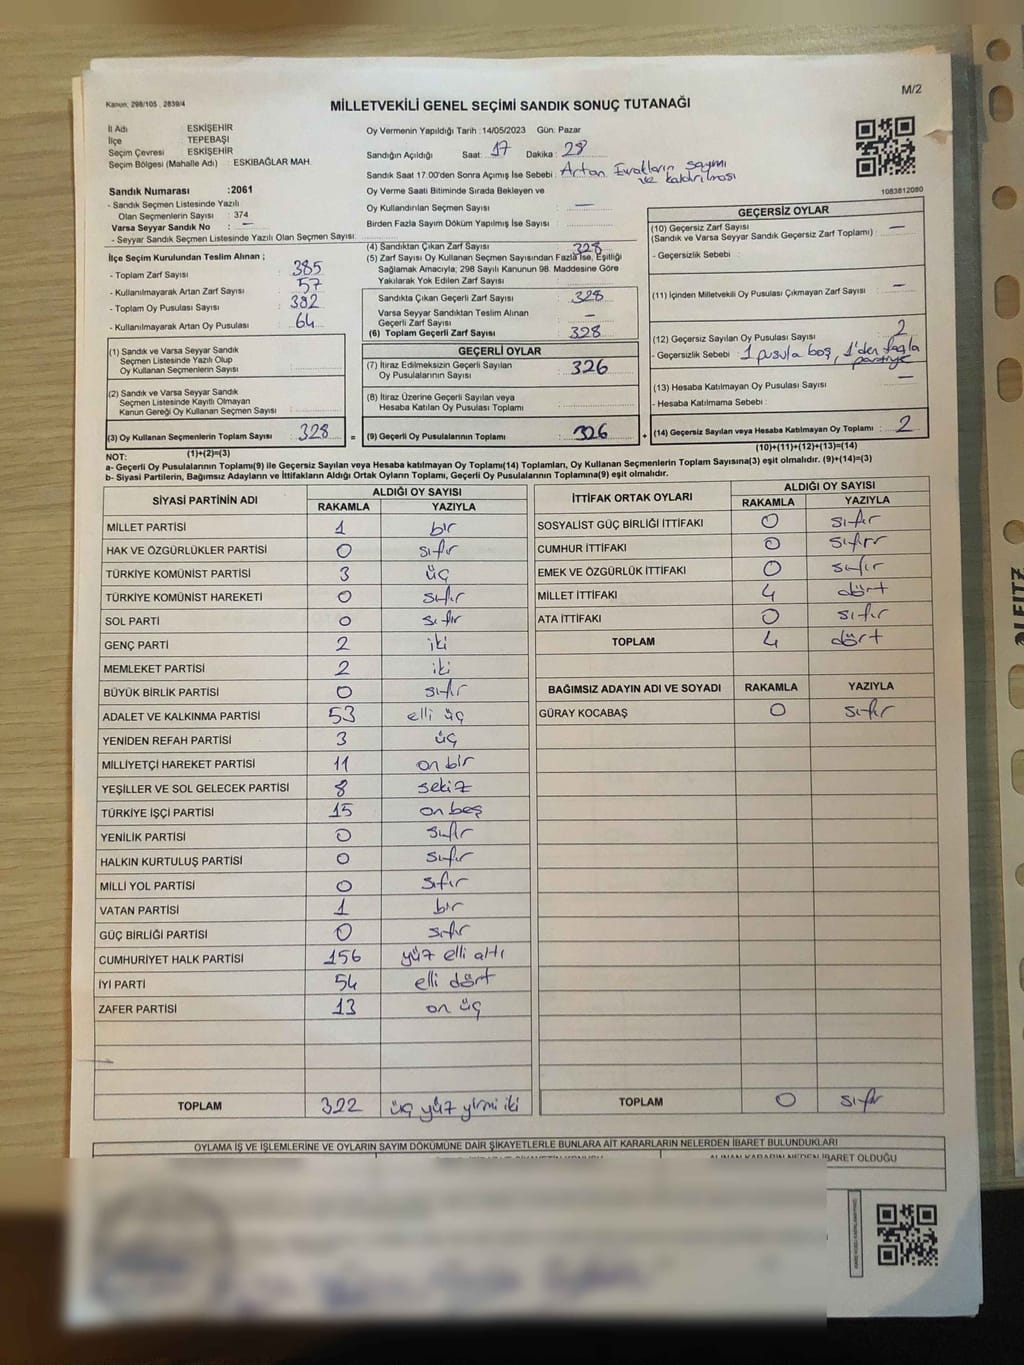 Kanun; 298/105 , 2839/4
M/2
MİLLETVEKİLİ GENEL SEÇİMİ SANDIK SONUÇ TUTANAĞI
İl Adı ESKİŞEHİR
İlçe TEPEBAŞI
Seçim Çevresi ESKİŞEHİR
Seçim Bölgesi (Mahalle Adı) : ESKİBAĞLAR MAH.
Sandık Numarası :2061
- Sandık Seçmen Listesinde Yazılı
Olan Seçmenlerin Sayısı : 374
Varsa Seyyar Sandık No : —
- Seyyar Sandık Seçmen Listesinde Yazılı Olan Seçmen Sayısı:
Oy Vermenin Yapıldığı Tarih :14/05/2023 Gün: Pazar
Sandığın Açıldığı Saat: 17 Dakika : 28
Sandık Saat 17.00'den Sonra Açımış İse Sebebi : Artan Evrakların sayımı
ve kaldırılması
Oy Verme Saati Bitiminde Sırada Bekleyen ve
Oy Kullandırılan Seçmen Sayısı : —
Birden Fazla Sayım Döküm Yapılmış İse Sayısı :
1083812080
İlçe Seçim Kurulundan Teslim Alınan ;
- Toplam Zarf Sayısı : 385
- Kullanılmayarak Artan Zarf Sayısı : 57
- Toplam Oy Pusulası Sayısı : 382
- Kullanılmayarak Artan Oy Pusulası : 64
(4) Sandıktan Çıkan Zarf Sayısı : 328
(5) Zarf Sayısı Oy Kullanan Seçmen Sayısından Fazla İse, Eşitliği
Sağlamak Amacıyla; 298 Sayılı Kanunun 98. Maddesine Göre
Yakılarak Yok Edilen Zarf Sayısı :
Sandıkta Çıkan Geçerli Zarf Sayısı : 328
Varsa Seyyar Sandıktan Teslim Alınan
Geçerli Zarf Sayısı : —
(6) Toplam Geçerli Zarf Sayısı : 328
GEÇERSİZ OYLAR
(10) Geçersiz Zarf Sayısı
(Sandık ve Varsa Seyyar Sandık Geçersiz Zarf Toplamı) : —
- Geçersizlik Sebebi :
(11) İçinden Milletvekili Oy Pusulası Çıkmayan Zarf Sayısı : —
(12) Geçersiz Sayılan Oy Pusulası Sayısı : 2
- Geçersizlik Sebebi : 1 pusula boş, 1'den fazla
partiye
(13) Hesaba Katılmayan Oy Pusulası Sayısı : —
- Hesaba Katılmama Sebebi :
(14) Geçersiz Sayılan veya Hesaba Katılmayan Oy Toplamı : 2
(10)+(11)+(12)+(13)=(14)
(1) Sandık ve Varsa Seyyar Sandık
Seçmen Listesinde Yazılı Olup
Oy Kullanan Seçmenlerin Sayısı :
(2) Sandık ve Varsa Seyyar Sandık
Seçmen Listesinde Kayıtlı Olmayan
Kanun Gereği Oy Kullanan Seçmen Sayısı :
(3) Oy Kullanan Seçmenlerin Toplam Sayısı : 328 =
(1)+(2)=(3)
GEÇERLİ OYLAR
(7) İtiraz Edilmeksizin Geçerli Sayılan
Oy Pusulalarının Sayısı : 326
(8) İtiraz Üzerine Geçerli Sayılan veya
Hesaba Katılan Oy Pusulası Toplamı :
(9) Geçerli Oy Pusulalarının Toplamı : 326 +
NOT:
a- Geçerli Oy Pusulalarının Toplamı(9) ile Geçersiz Sayılan veya Hesaba katılmayan Oy Toplamı(14) Toplamları, Oy Kullanan Seçmenlerin Toplam Sayısına(3) eşit olmalıdır. (9)+(14)=(3)
b- Siyasi Partilerin, Bağımsız Adayların ve İttifakların Aldığı Ortak Oyların Toplamı, Geçerli Oy Pusulalarının Toplamına(9) eşit olmalıdır.
SİYASİ PARTİNİN ADI ALDIĞI OY SAYISI
RAKAMLA YAZIYLA
MİLLET PARTİSİ 1 bir
HAK VE ÖZGÜRLÜKLER PARTİSİ 0 sıfır
TÜRKİYE KOMÜNİST PARTİSİ 3 üç
TÜRKİYE KOMÜNİST HAREKETİ 0 sıfır
SOL PARTİ 0 sıfır
GENÇ PARTİ 2 iki
MEMLEKET PARTİSİ 2 iki
BÜYÜK BİRLİK PARTİSİ 0 sıfır
ADALET VE KALKINMA PARTİSİ 53 elli üç
YENİDEN REFAH PARTİSİ 3 üç
MİLLİYETÇİ HAREKET PARTİSİ 11 on bir
YEŞİLLER VE SOL GELECEK PARTİSİ 8 sekiz
TÜRKİYE İŞÇİ PARTİSİ 15 on beş
YENİLİK PARTİSİ 0 sıfır
HALKIN KURTULUŞ PARTİSİ 0 sıfır
MİLLİ YOL PARTİSİ 0 sıfır
VATAN PARTİSİ 1 bir
GÜÇ BİRLİĞİ PARTİSİ 0 sıfır
CUMHURİYET HALK PARTİSİ 156 yüz elli altı
İYİ PARTİ 54 elli dört
ZAFER PARTİSİ 13 on üç
TOPLAM 322 üç yüz yirmi iki
İTTİFAK ORTAK OYLARI ALDIĞI OY SAYISI
RAKAMLA YAZIYLA
SOSYALİST GÜÇ BİRLİĞİ İTTİFAKI 0 sıfır
CUMHUR İTTİFAKI 0 sıfır
EMEK VE ÖZGÜRLÜK İTTİFAKI 0 sıfır
MİLLET İTTİFAKI 4 dört
ATA İTTİFAKI 0 sıfır
TOPLAM 4 dört
BAĞIMSIZ ADAYIN ADI VE SOYADI RAKAMLA YAZIYLA
GÜRAY KOCABAŞ 0 sıfır
TOPLAM 0 sıfır
OYLAMA İŞ VE İŞLEMLERİNE VE OYLARIN SAYIM DÖKÜMÜNE DAİR ŞİKAYETLERLE BUNLARA AİT KARARLARIN NELERDEN İBARET BULUNDUKLARI
ALINAN KARARIN NEDEN İBARET OLDUĞU
LEITZ